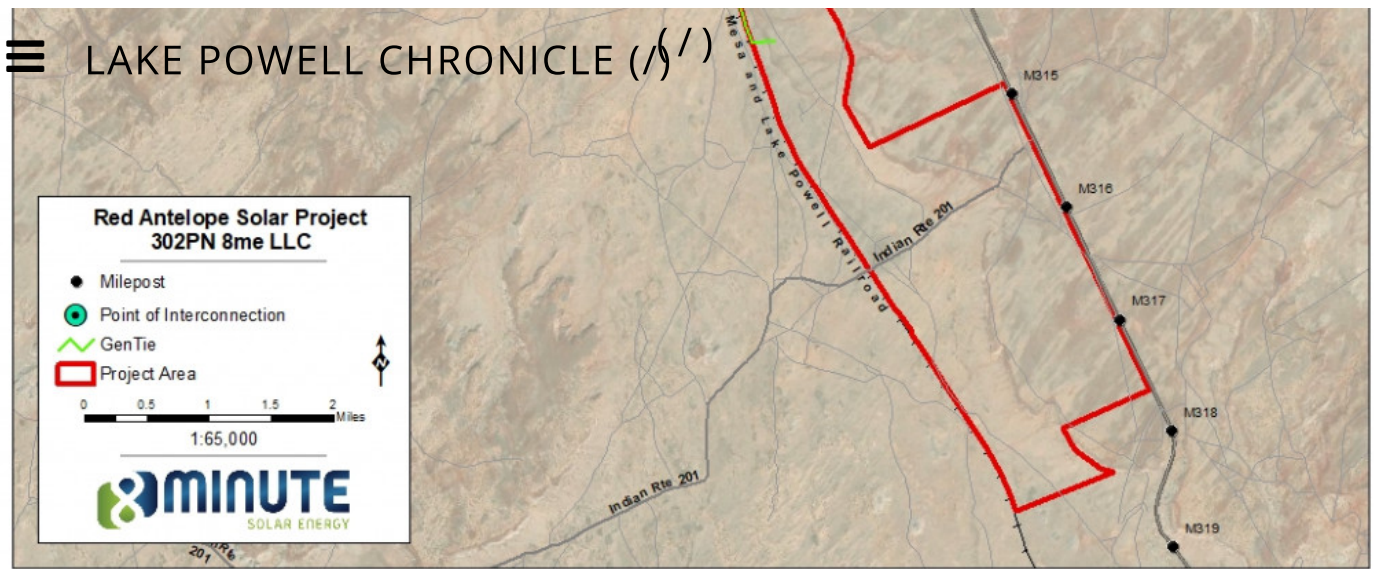 LAKE POWELL CHRONICLE (/)
(/)
Mesa and Lake Powell Railroad
M315
M316
Indian Rte 201
M317
M318
M319
Indian Rte 201
Rte
201
Red Antelope Solar Project
302PN 8me LLC
Milepost
Point of Interconnection
GenTie
N
Project Area
0 0.5 1 1.5 2
Miles
1:65,000
8MINUTE
SOLAR ENERGY